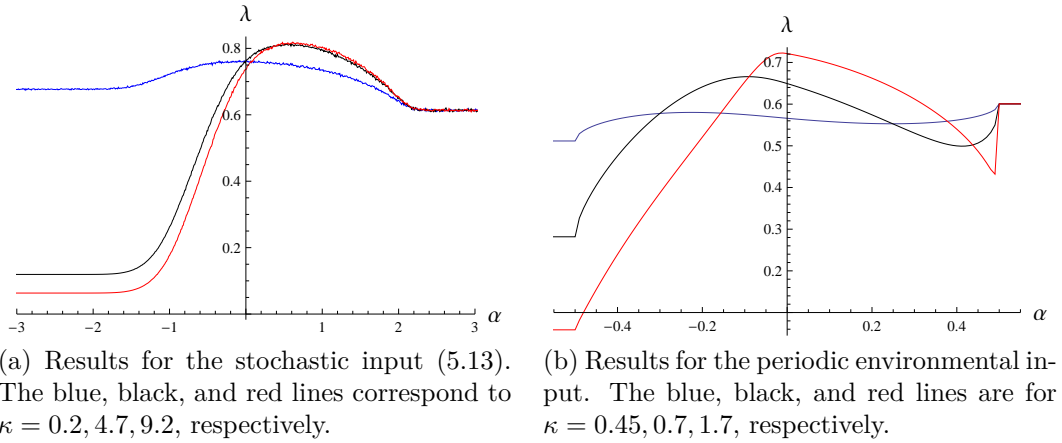 λ
0.8
0.6
0.4
0.2
−3 −2 −1 1 2 3 α
λ
0.7
0.6
0.5
0.4
0.3
0.2
−0.4 −0.2 0.2 0.4 α
(a) Results for the stochastic input (5.13).
The blue, black, and red lines correspond to
κ = 0.2, 4.7, 9.2, respectively.
(b) Results for the periodic environmental in-
put. The blue, black, and red lines are for
κ = 0.45, 0.7, 1.7, respectively.